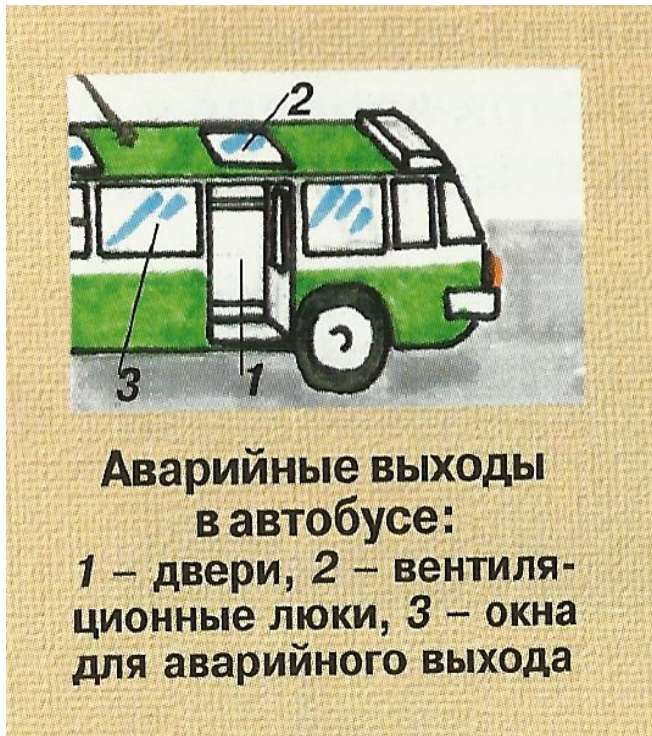 2
3
1
Аварийные выходы
в автобусе:
1 – двери, 2 – вентиля-
ционные люки, 3 – окна
для аварийного выхода